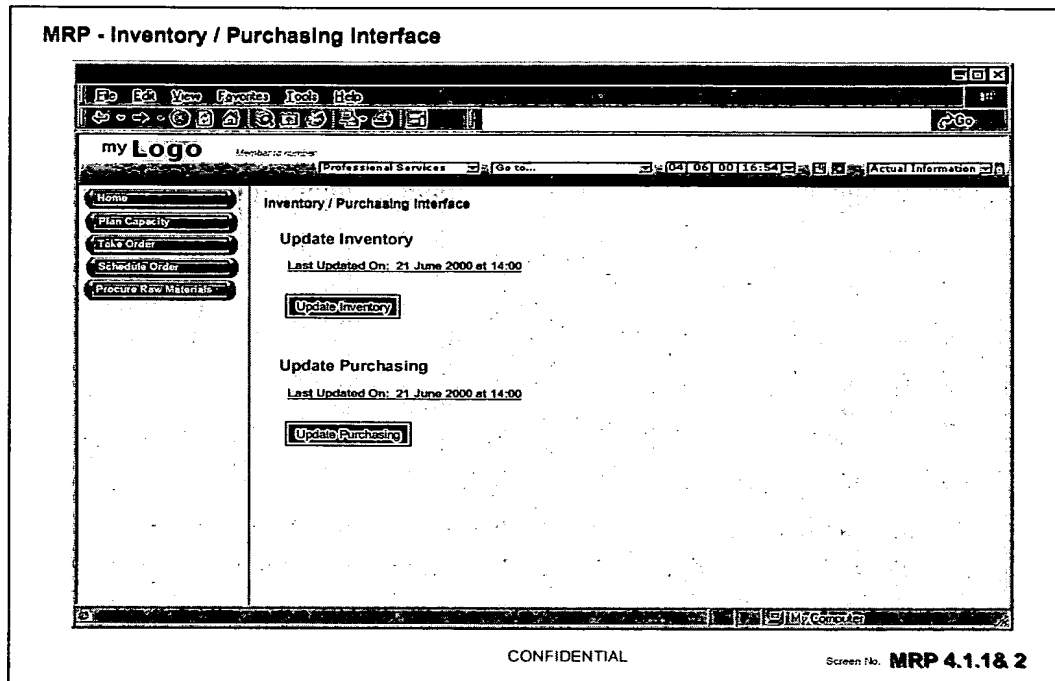 MRP - Inventory / Purchasing Interface
File Edit View Favorites Tools Help
Go
my Logo
Professional Services Go to... 04 06 00 16:54 Actual Information
Home
Plan Capacity
Take Order
Schedule Order
Procure Raw Materials
Inventory / Purchasing Interface
Update Inventory
Last Updated On: 21 June 2000 at 14:00
Update Inventory
Update Purchasing
Last Updated On: 21 June 2000 at 14:00
Update Purchasing
My Computer
CONFIDENTIAL
Screen No. MRP 4.1.1& 2